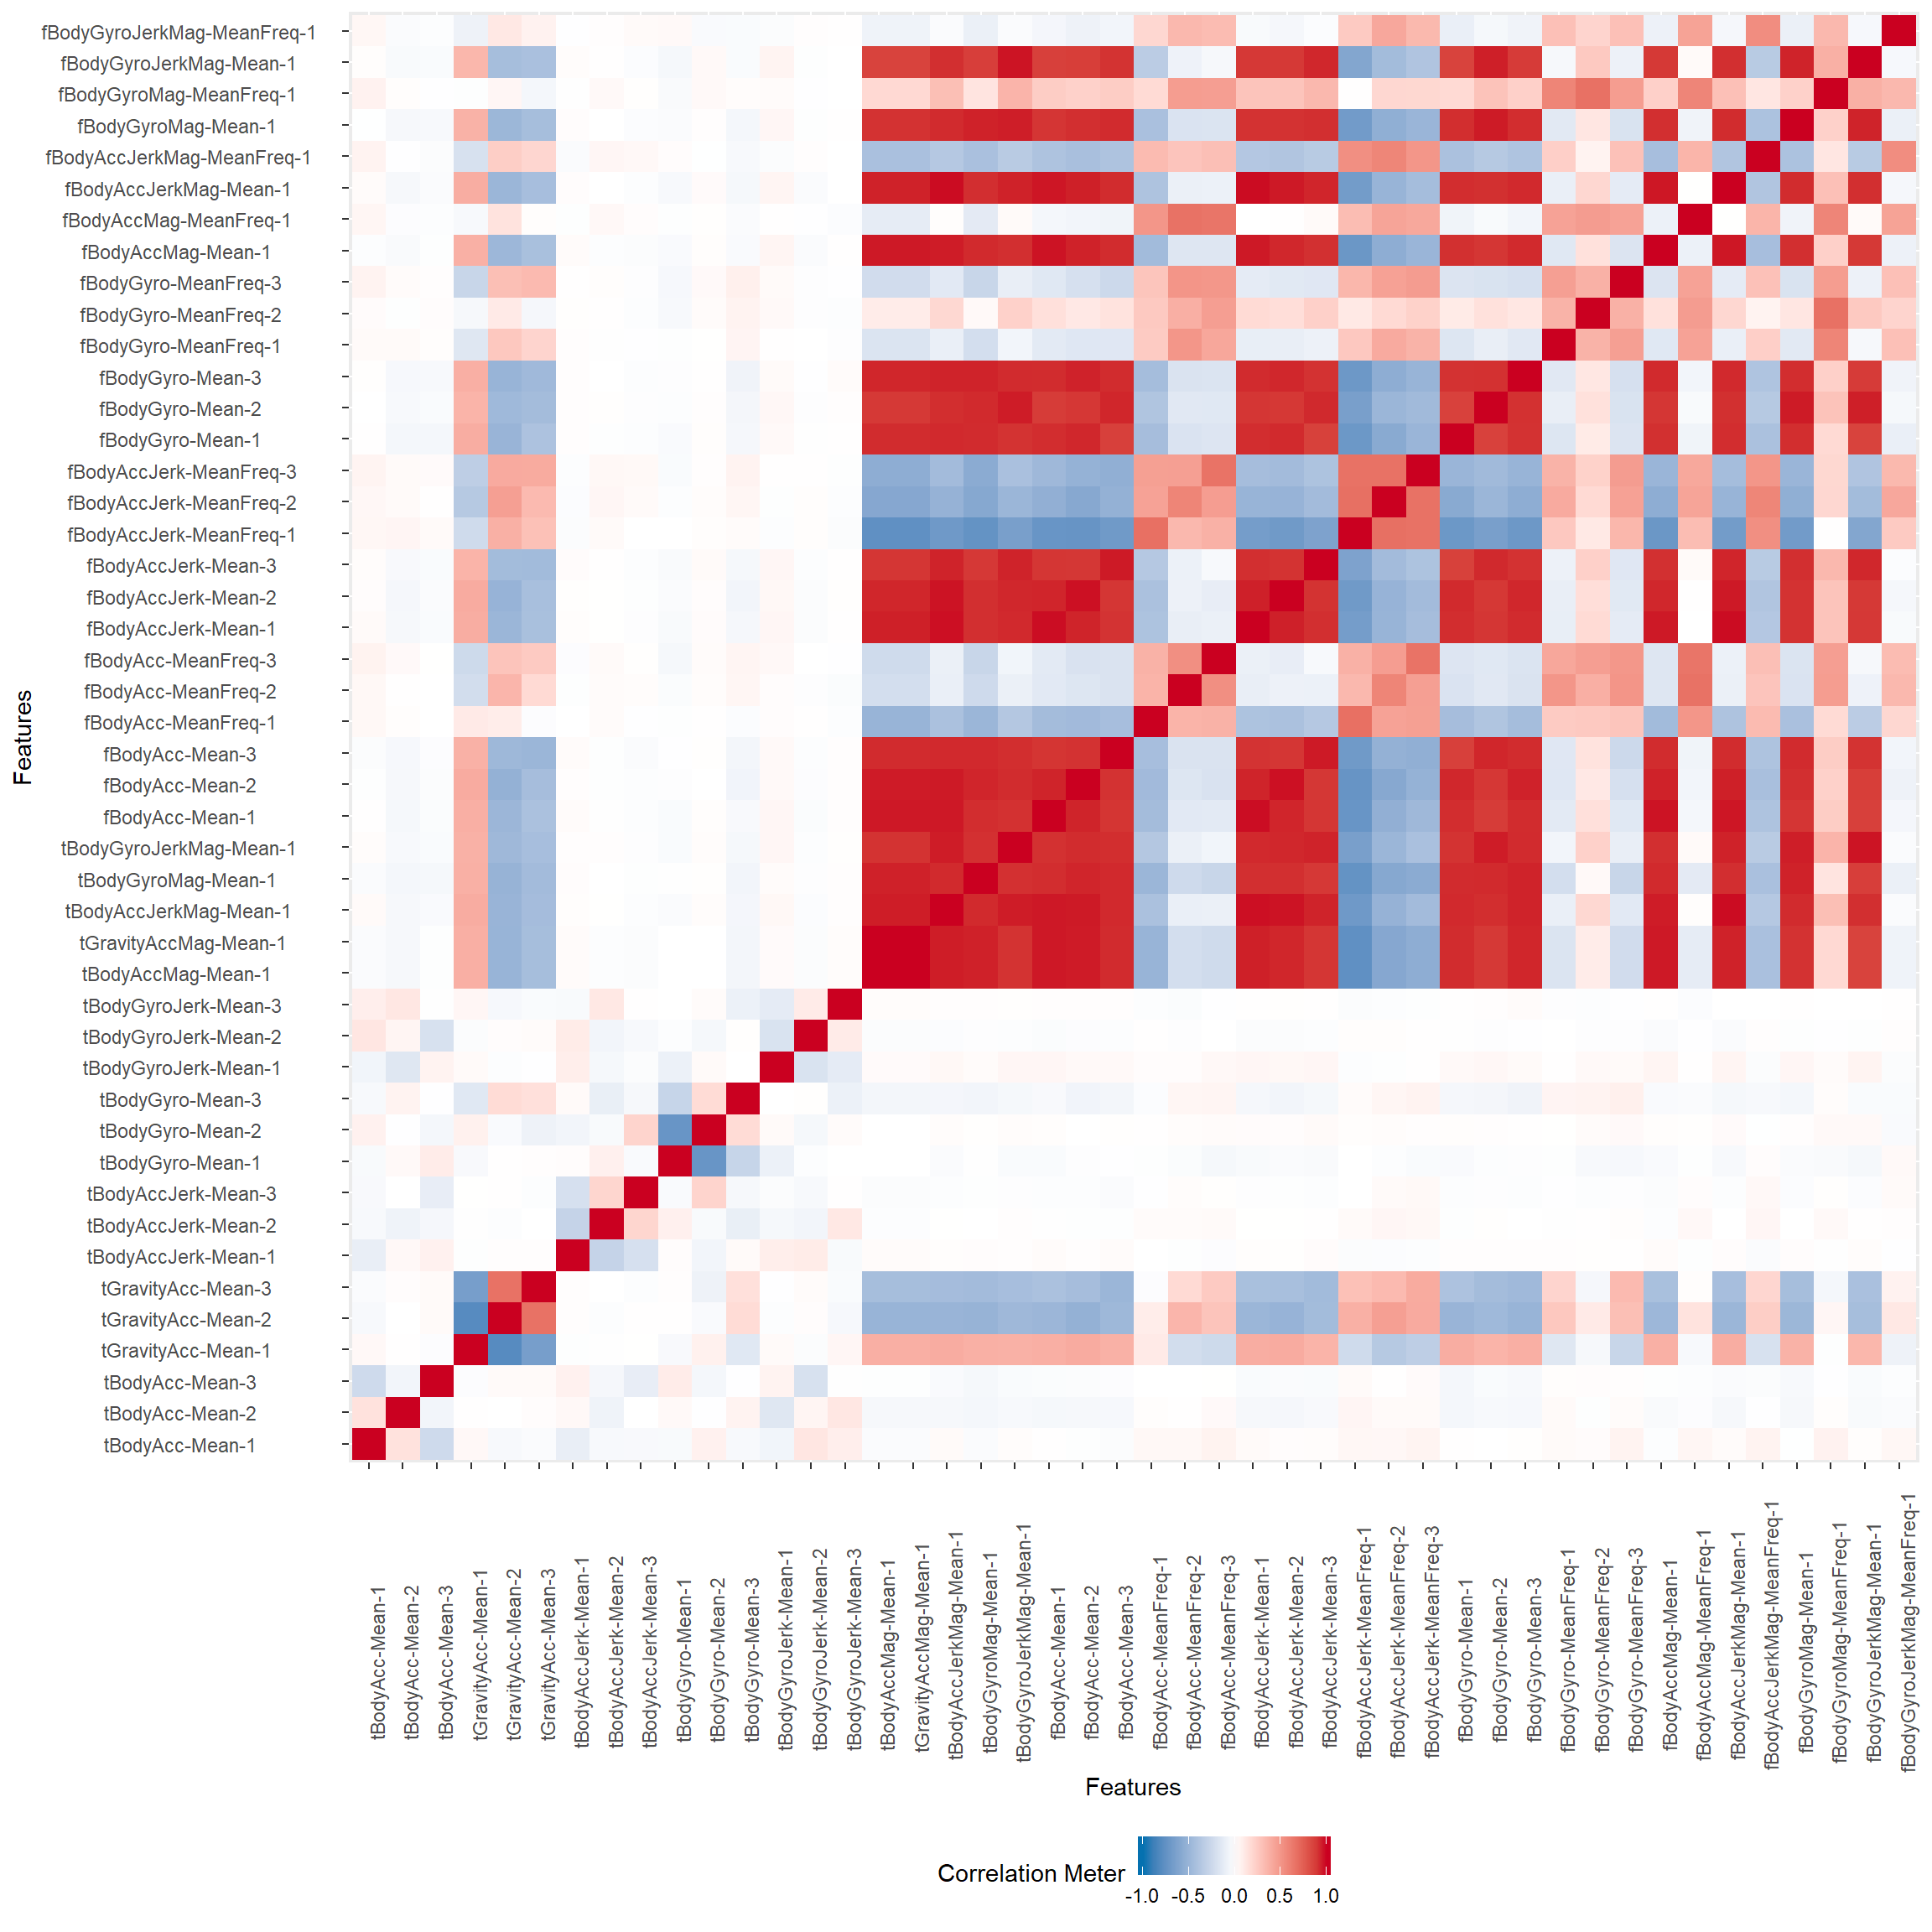 fBodyGyroJerkMag-MeanFreq-1
fBodyGyroJerkMag-Mean-1
fBodyGyroMag-MeanFreq-1
fBodyGyroMag-Mean-1
fBodyAccJerkMag-MeanFreq-1
fBodyAccJerkMag-Mean-1
fBodyAccMag-MeanFreq-1
fBodyAccMag-Mean-1
fBodyGyro-MeanFreq-3
fBodyGyro-MeanFreq-2
fBodyGyro-MeanFreq-1
fBodyGyro-Mean-3
fBodyGyro-Mean-2
fBodyGyro-Mean-1
fBodyAccJerk-MeanFreq-3
fBodyAccJerk-MeanFreq-2
fBodyAccJerk-MeanFreq-1
fBodyAccJerk-Mean-3
fBodyAccJerk-Mean-2
fBodyAccJerk-Mean-1
fBodyAcc-MeanFreq-3
fBodyAcc-MeanFreq-2
fBodyAcc-MeanFreq-1
fBodyAcc-Mean-3
fBodyAcc-Mean-2
fBodyAcc-Mean-1
tBodyGyroJerkMag-Mean-1
tBodyGyroMag-Mean-1
tBodyAccJerkMag-Mean-1
tGravityAccMag-Mean-1
tBodyAccMag-Mean-1
tBodyGyroJerk-Mean-3
tBodyGyroJerk-Mean-2
tBodyGyroJerk-Mean-1
tBodyGyro-Mean-3
tBodyGyro-Mean-2
tBodyGyro-Mean-1
tBodyAccJerk-Mean-3
tBodyAccJerk-Mean-2
tBodyAccJerk-Mean-1
tGravityAcc-Mean-3
tGravityAcc-Mean-2
tGravityAcc-Mean-1
tBodyAcc-Mean-3
tBodyAcc-Mean-2
tBodyAcc-Mean-1
Features
tBodyAcc-Mean-1
tBodyAcc-Mean-2
tBodyAcc-Mean-3
tGravityAcc-Mean-1
tGravityAcc-Mean-2
tGravityAcc-Mean-3
tBodyAccJerk-Mean-1
tBodyAccJerk-Mean-2
tBodyAccJerk-Mean-3
tBodyGyro-Mean-1
tBodyGyro-Mean-2
tBodyGyro-Mean-3
tBodyGyroJerk-Mean-1
tBodyGyroJerk-Mean-2
tBodyGyroJerk-Mean-3
tBodyAccMag-Mean-1
tGravityAccMag-Mean-1
tBodyAccJerkMag-Mean-1
tBodyGyroMag-Mean-1
tBodyGyroJerkMag-Mean-1
fBodyAcc-Mean-1
fBodyAcc-Mean-2
fBodyAcc-Mean-3
fBodyAcc-MeanFreq-1
fBodyAcc-MeanFreq-2
fBodyAcc-MeanFreq-3
fBodyAccJerk-Mean-1
fBodyAccJerk-Mean-2
fBodyAccJerk-Mean-3
fBodyAccJerk-MeanFreq-1
fBodyAccJerk-MeanFreq-2
fBodyAccJerk-MeanFreq-3
fBodyGyro-Mean-1
fBodyGyro-Mean-2
fBodyGyro-Mean-3
fBodyGyro-MeanFreq-1
fBodyGyro-MeanFreq-2
fBodyGyro-MeanFreq-3
fBodyAccMag-Mean-1
fBodyAccMag-MeanFreq-1
fBodyAccJerkMag-Mean-1
fBodyAccJerkMag-MeanFreq-1
fBodyGyroMag-Mean-1
fBodyGyroMag-MeanFreq-1
fBodyGyroJerkMag-Mean-1
fBodyGyroJerkMag-MeanFreq-1
Features
Correlation Meter
-1.0 -0.5 0.0 0.5 1.0